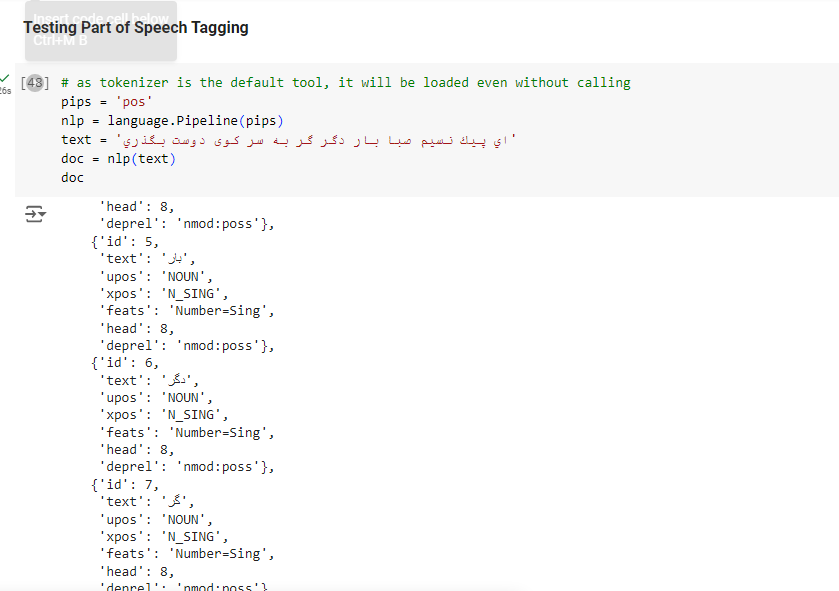 Insert code cell below
Ctrl+M B
Testing Part of Speech Tagging
[43] # as tokenizer is the default tool, it will be loaded even without calling
26s
pips = 'pos'
nlp = language.Pipeline(pips)
text = 'اي پيك نسيم صبا بار دگر گر به سر كوى دوست بگذري'
doc = nlp(text)
doc
'head': 8,
'deprel': 'nmod:poss'},
{'id': 5,
'text': 'بار',
'upos': 'NOUN',
'xpos': 'N_SING',
'feats': 'Number=Sing',
'head': 8,
'deprel': 'nmod:poss'},
{'id': 6,
'text': 'دگر',
'upos': 'NOUN',
'xpos': 'N_SING',
'feats': 'Number=Sing',
'head': 8,
'deprel': 'nmod:poss'},
{'id': 7,
'text': 'گر',
'upos': 'NOUN',
'xpos': 'N_SING',
'feats': 'Number=Sing',
'head': 8,
'deprel': 'nmod:poss'}